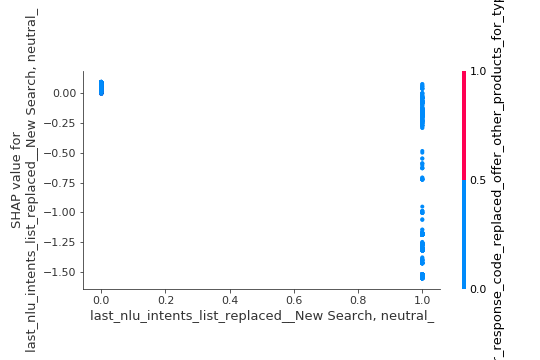 SHAP value for
last_nlu_intents_list_replaced__New Search, neutral_
0.00
−0.25
−0.50
−0.75
−1.00
−1.25
−1.50
0.0 0.2 0.4 0.6 0.8 1.0
last_nlu_intents_list_replaced__New Search, neutral_
1.0
0.5
0.0
r_response_code_replaced_offer_other_products_for_typ